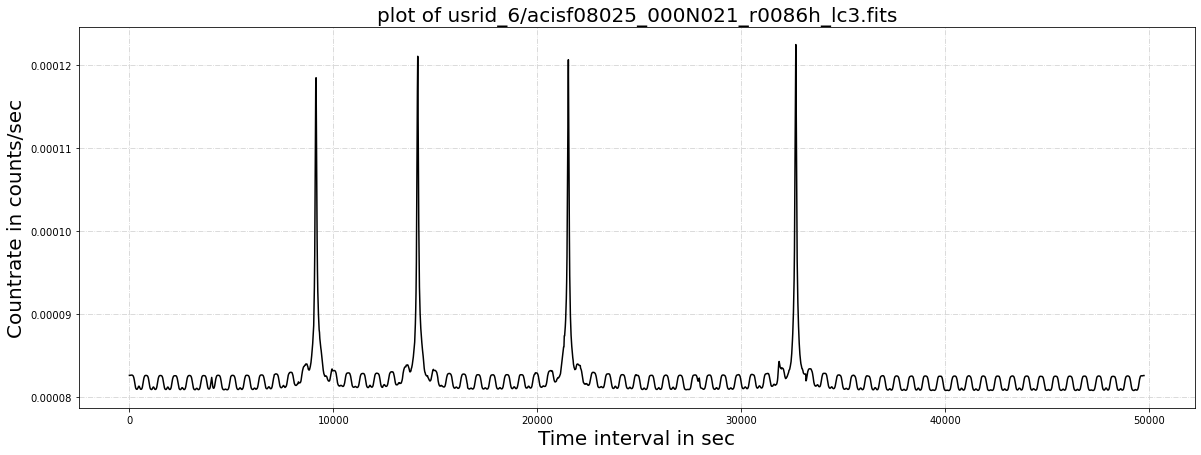 plot of usrid_6/acisf08025_000N021_r0086h_lc3.fits
Countrate in counts/sec
0.00012
0.00011
0.00010
0.00009
0.00008
0 10000 20000 30000 40000 50000
Time interval in sec